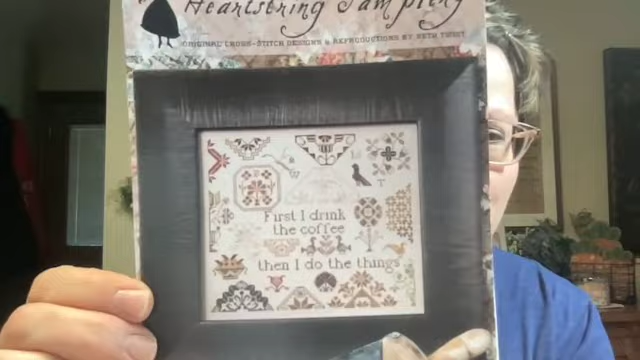 Heartstring Samplery
ORIGINAL CROSS-STITCH DESIGNS & REPRODUCTIONS BY BETH TWIST
First I drink
the coffee
then I do the things